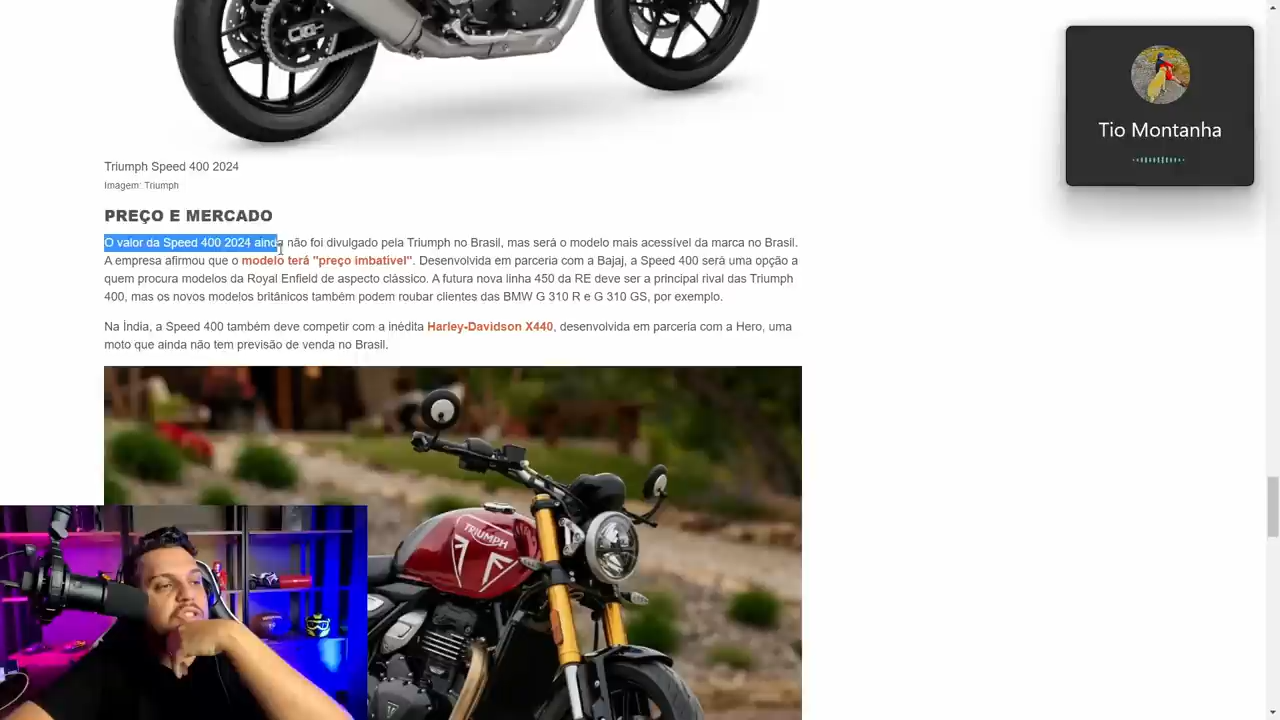 Tio Montanha
Triumph Speed 400 2024
Imagem: Triumph
PREÇO E MERCADO
O valor da Speed 400 2024 ainda não foi divulgado pela Triumph no Brasil, mas será o modelo mais acessível da marca no Brasil.
A empresa afirmou que o modelo terá "preço imbatível". Desenvolvida em parceria com a Bajaj, a Speed 400 será uma opção a
quem procura modelos da Royal Enfield de aspecto clássico. A futura nova linha 450 da RE deve ser a principal rival das Triumph
400, mas os novos modelos britânicos também podem roubar clientes das BMW G 310 R e G 310 GS, por exemplo.
Na Índia, a Speed 400 também deve competir com a inédita Harley-Davidson X440, desenvolvida em parceria com a Hero, uma
moto que ainda não tem previsão de venda no Brasil.
TRIUMPH